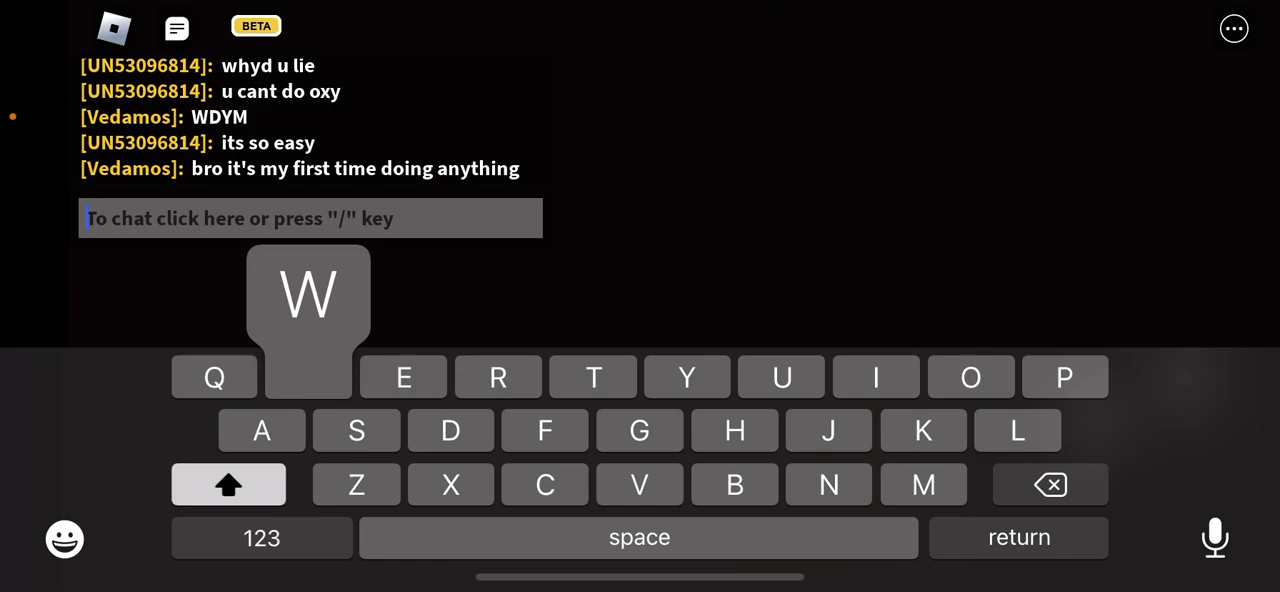 BETA
[UN53096814]: whyd u lie
[UN53096814]: u cant do oxy
[Vedamos]: WDYM
[UN53096814]: its so easy
[Vedamos]: bro it's my first time doing anything
To chat click here or press "/" key
W
Q E R T Y U I O P
A S D F G H J K L
Z X C V B N M
123 space return